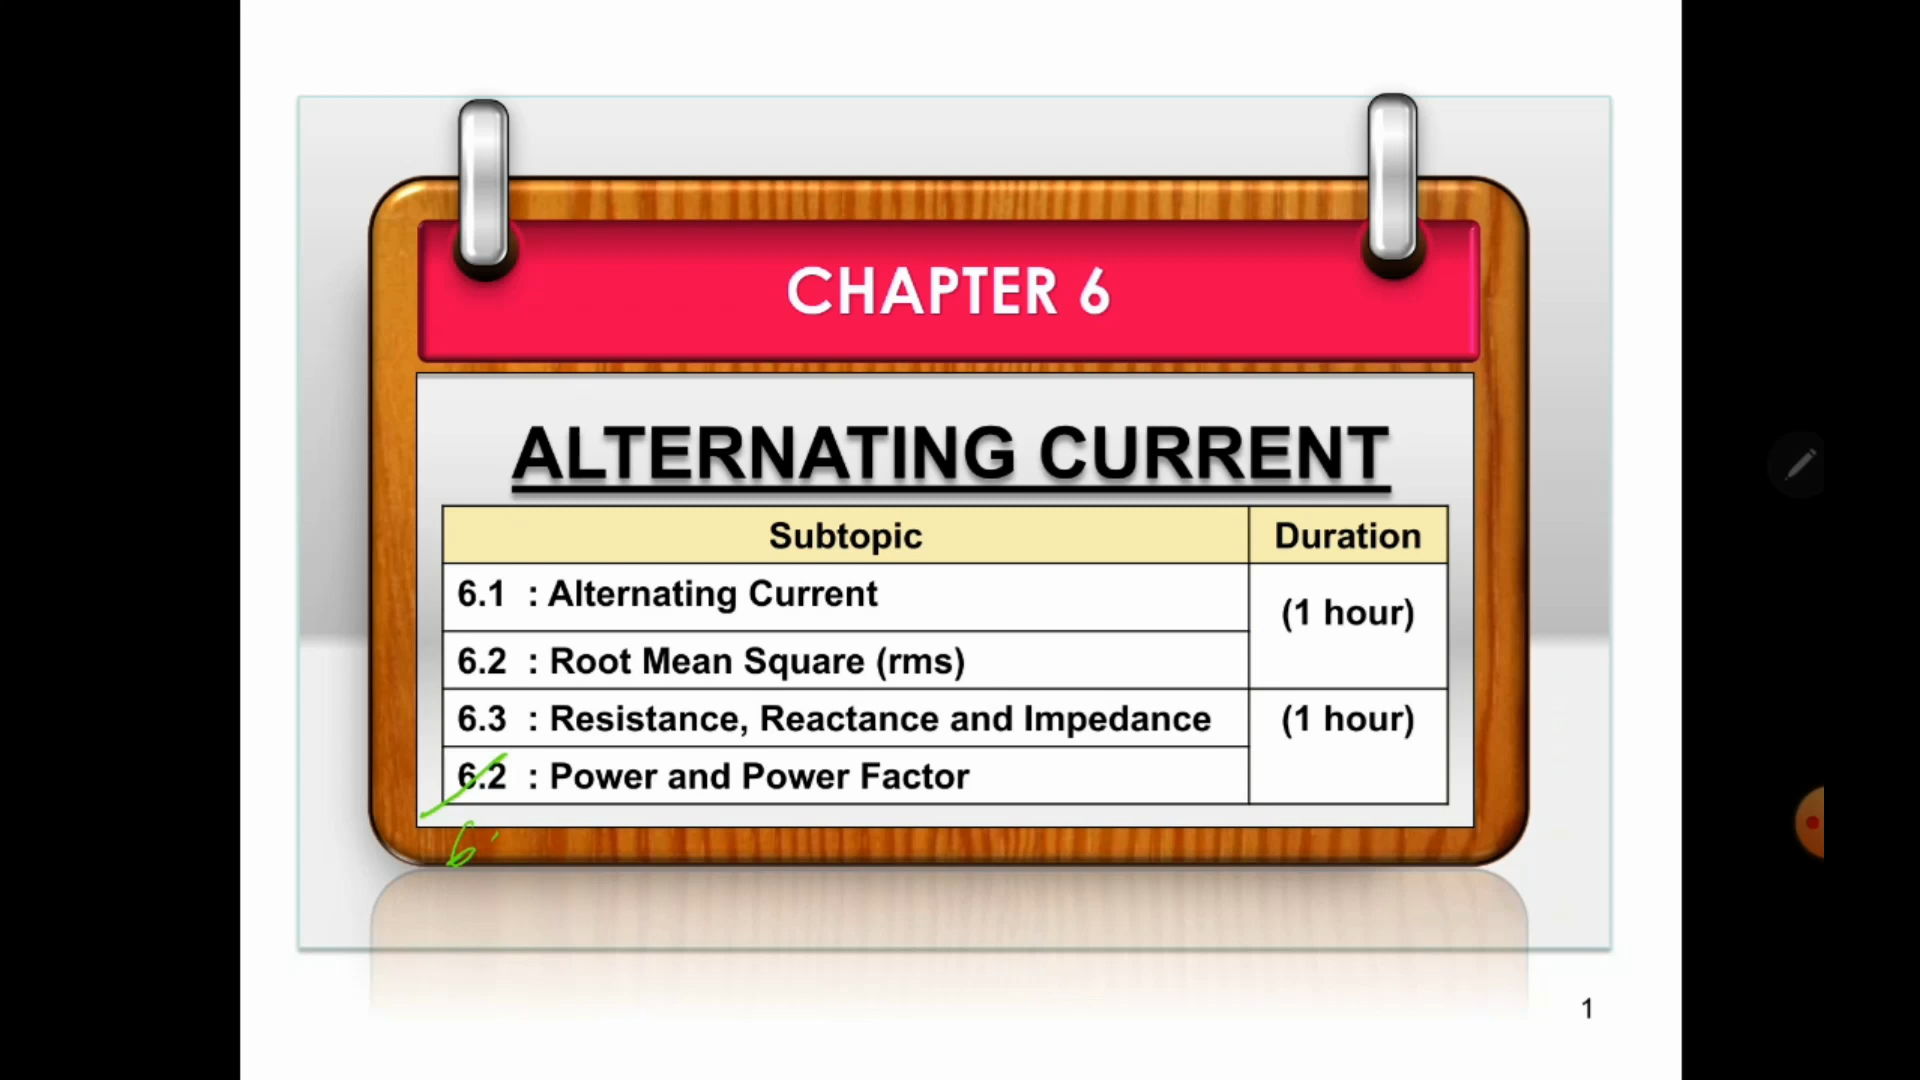 CHAPTER 6
ALTERNATING CURRENT
Subtopic Duration
6.1 : Alternating Current (1 hour)
6.2 : Root Mean Square (rms)
6.3 : Resistance, Reactance and Impedance (1 hour)
6.2 : Power and Power Factor
6.
1